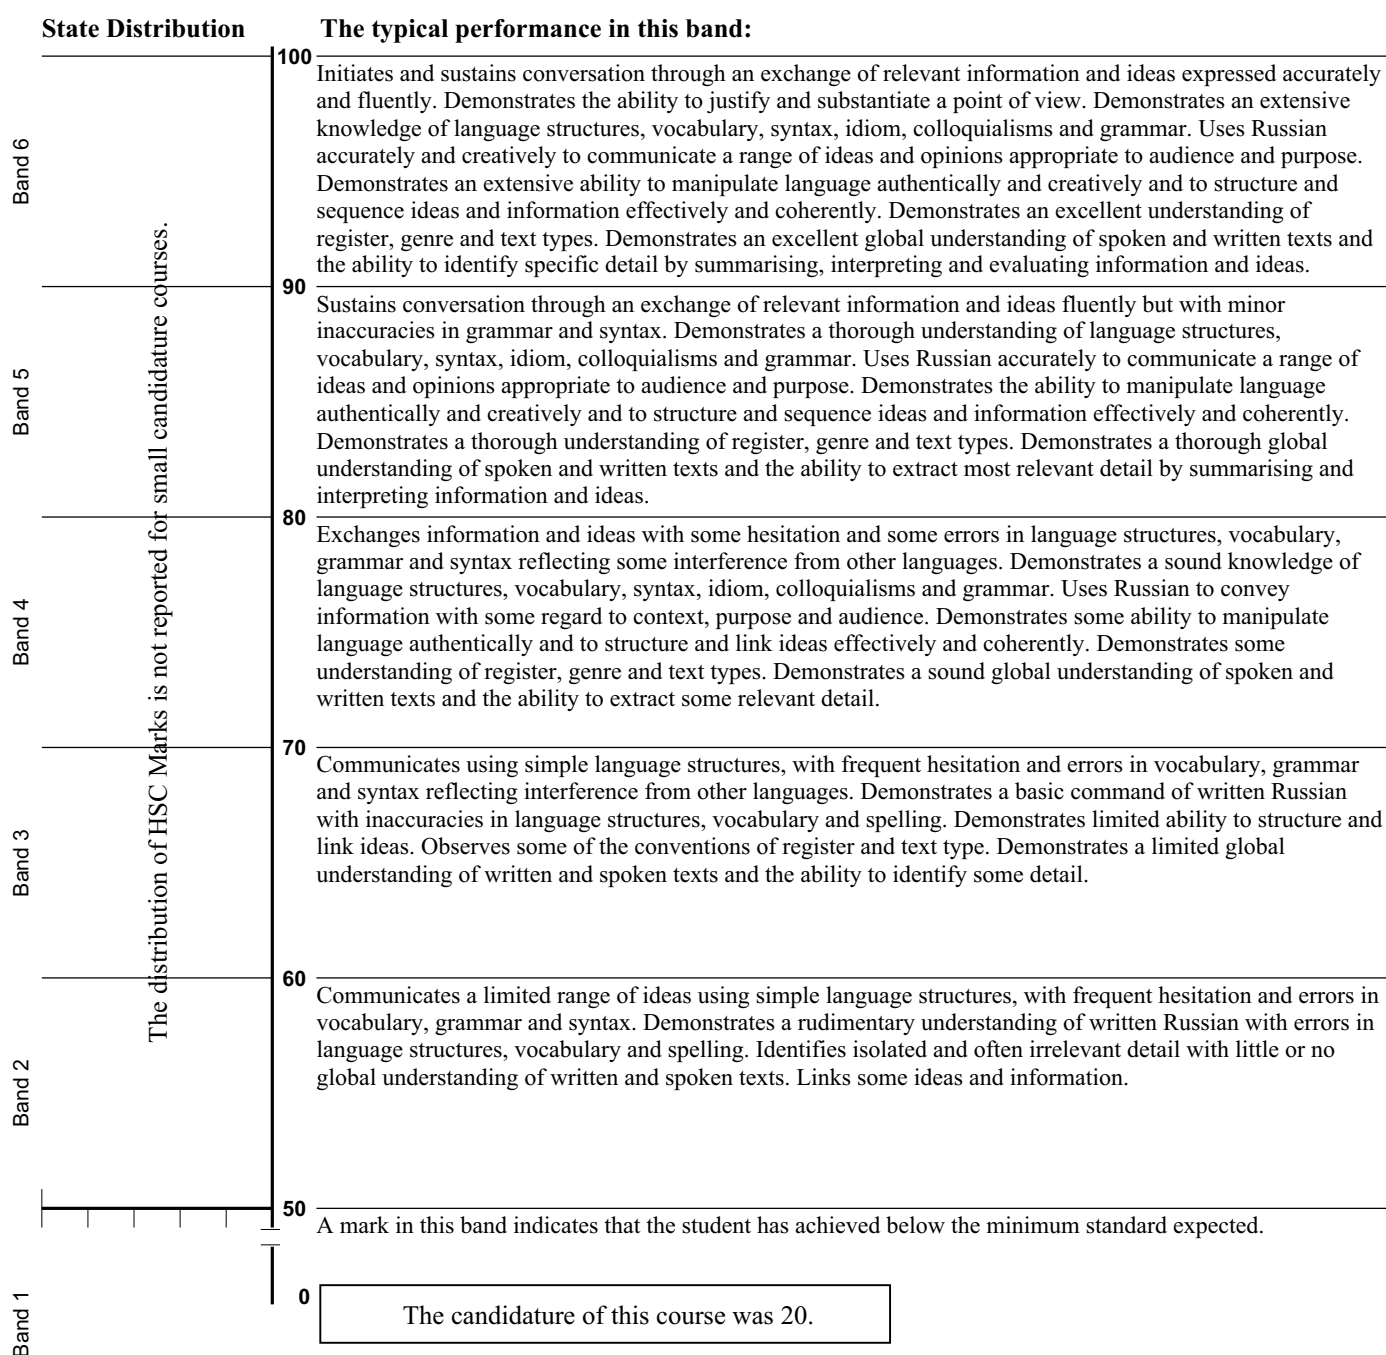 State Distribution
The typical performance in this band:
100
Band 6
Initiates and sustains conversation through an exchange of relevant information and ideas expressed accurately
and fluently. Demonstrates the ability to justify and substantiate a point of view. Demonstrates an extensive
knowledge of language structures, vocabulary, syntax, idiom, colloquialisms and grammar. Uses Russian
accurately and creatively to communicate a range of ideas and opinions appropriate to audience and purpose.
Demonstrates an extensive ability to manipulate language authentically and creatively and to structure and
sequence ideas and information effectively and coherently. Demonstrates an excellent understanding of
register, genre and text types. Demonstrates an excellent global understanding of spoken and written texts and
the ability to identify specific detail by summarising, interpreting and evaluating information and ideas.
The distribution of HSC Marks is not reported for small candidature courses.
90
Band 5
Sustains conversation through an exchange of relevant information and ideas fluently but with minor
inaccuracies in grammar and syntax. Demonstrates a thorough understanding of language structures,
vocabulary, syntax, idiom, colloquialisms and grammar. Uses Russian accurately to communicate a range of
ideas and opinions appropriate to audience and purpose. Demonstrates the ability to manipulate language
authentically and creatively and to structure and sequence ideas and information effectively and coherently.
Demonstrates a thorough understanding of register, genre and text types. Demonstrates a thorough global
understanding of spoken and written texts and the ability to extract most relevant detail by summarising and
interpreting information and ideas.
80
Band 4
Exchanges information and ideas with some hesitation and some errors in language structures, vocabulary,
grammar and syntax reflecting some interference from other languages. Demonstrates a sound knowledge of
language structures, vocabulary, syntax, idiom, colloquialisms and grammar. Uses Russian to convey
information with some regard to context, purpose and audience. Demonstrates some ability to manipulate
language authentically and to structure and link ideas effectively and coherently. Demonstrates some
understanding of register, genre and text types. Demonstrates a sound global understanding of spoken and
written texts and the ability to extract some relevant detail.
70
Band 3
Communicates using simple language structures, with frequent hesitation and errors in vocabulary, grammar
and syntax reflecting interference from other languages. Demonstrates a basic command of written Russian
with inaccuracies in language structures, vocabulary and spelling. Demonstrates limited ability to structure and
link ideas. Observes some of the conventions of register and text type. Demonstrates a limited global
understanding of written and spoken texts and the ability to identify some detail.
60
Band 2
Communicates a limited range of ideas using simple language structures, with frequent hesitation and errors in
vocabulary, grammar and syntax. Demonstrates a rudimentary understanding of written Russian with errors in
language structures, vocabulary and spelling. Identifies isolated and often irrelevant detail with little or no
global understanding of written and spoken texts. Links some ideas and information.
50
A mark in this band indicates that the student has achieved below the minimum standard expected.
0
Band 1
The candidature of this course was 20.